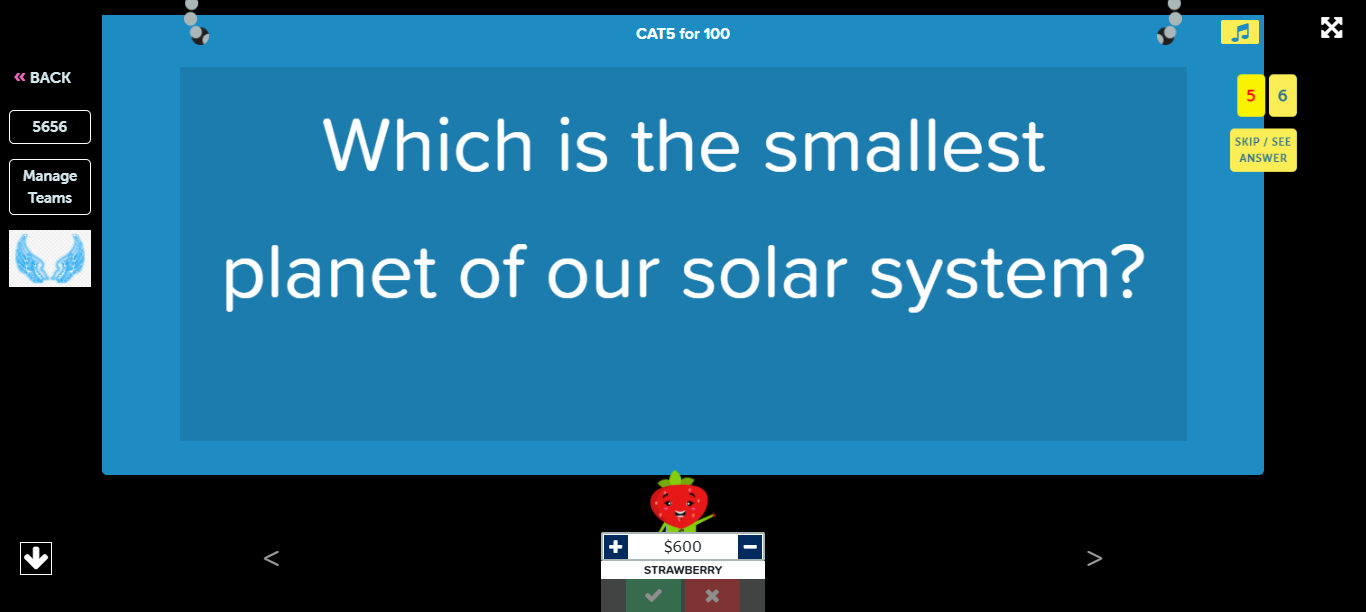 CAT5 for 100
« BACK
5656
Manage
Teams
5 6
SKIP / SEE
ANSWER
Which is the smallest
planet of our solar system?
< >
$600
STRAWBERRY